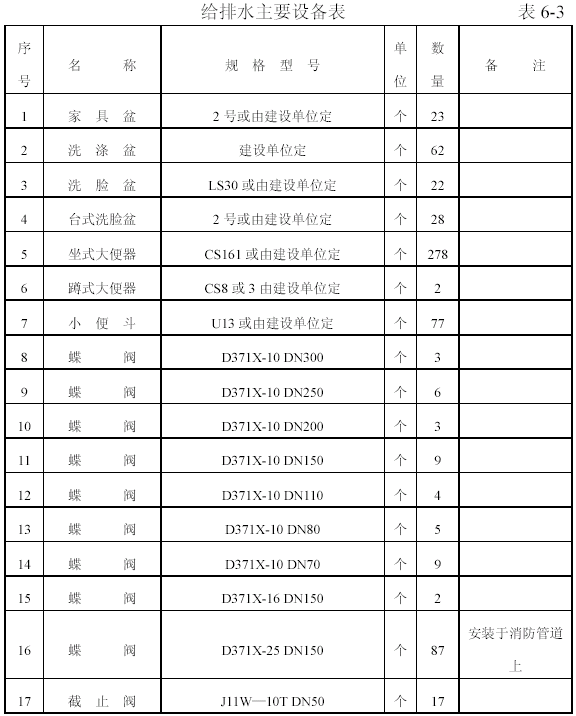 给排水主要设备表 表 6-3
序号 名 称 规 格 型 号 单位 数量 备 注
1 家 具 盆 2 号或由建设单位定 个 23
2 洗 涤 盆 建设单位定 个 62
3 洗 脸 盆 LS30 或由建设单位定 个 22
4 台式洗脸盆 2 号或由建设单位定 个 28
5 坐式大便器 CS161 或由建设单位定 个 278
6 蹲式大便器 CS8 或 3 由建设单位定 个 2
7 小 便 斗 U13 或由建设单位定 个 77
8 蝶 阀 D371X-10 DN300 个 3
9 蝶 阀 D371X-10 DN250 个 6
10 蝶 阀 D371X-10 DN200 个 3
11 蝶 阀 D371X-10 DN150 个 9
12 蝶 阀 D371X-10 DN110 个 4
13 蝶 阀 D371X-10 DN80 个 5
14 蝶 阀 D371X-10 DN70 个 9
15 蝶 阀 D371X-16 DN150 个 2
16 蝶 阀 D371X-25 DN150 个 87 安装于消防管道上
17 截 止 阀 J11W—10T DN50 个 17